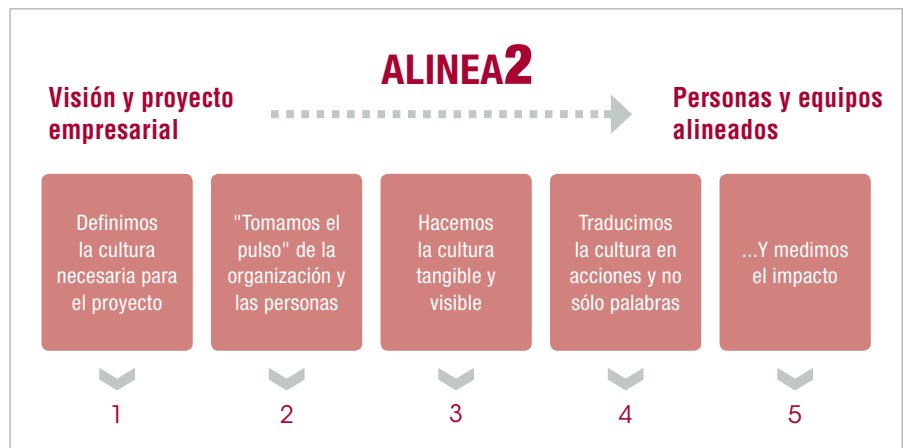 ALINEA2
Visión y proyecto
empresarial
Personas y equipos
alineados
Definimos
la cultura
necesaria para
el proyecto
"Tomamos el
pulso" de la
organización y
las personas
Hacemos
la cultura
tangible y
visible
Traducimos
la cultura en
acciones y no
sólo palabras
...Y medimos
el impacto
1
2
3
4
5